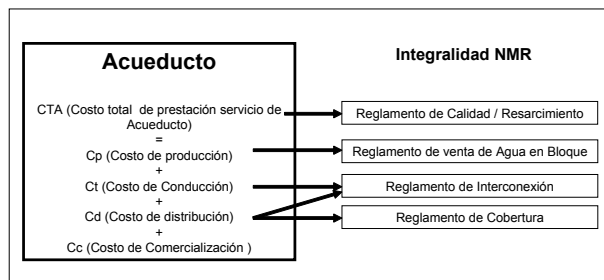 Acueducto
CTA (Costo total de prestación servicio de
Acueducto)
=
Cp (Costo de producción)
+
Ct (Costo de Conducción)
+
Cd (Costo de distribución)
+
Cc (Costo de Comercialización )
Integralidad NMR
Reglamento de Calidad / Resarcimiento
Reglamento de venta de Agua en Bloque
Reglamento de Interconexión
Reglamento de Cobertura